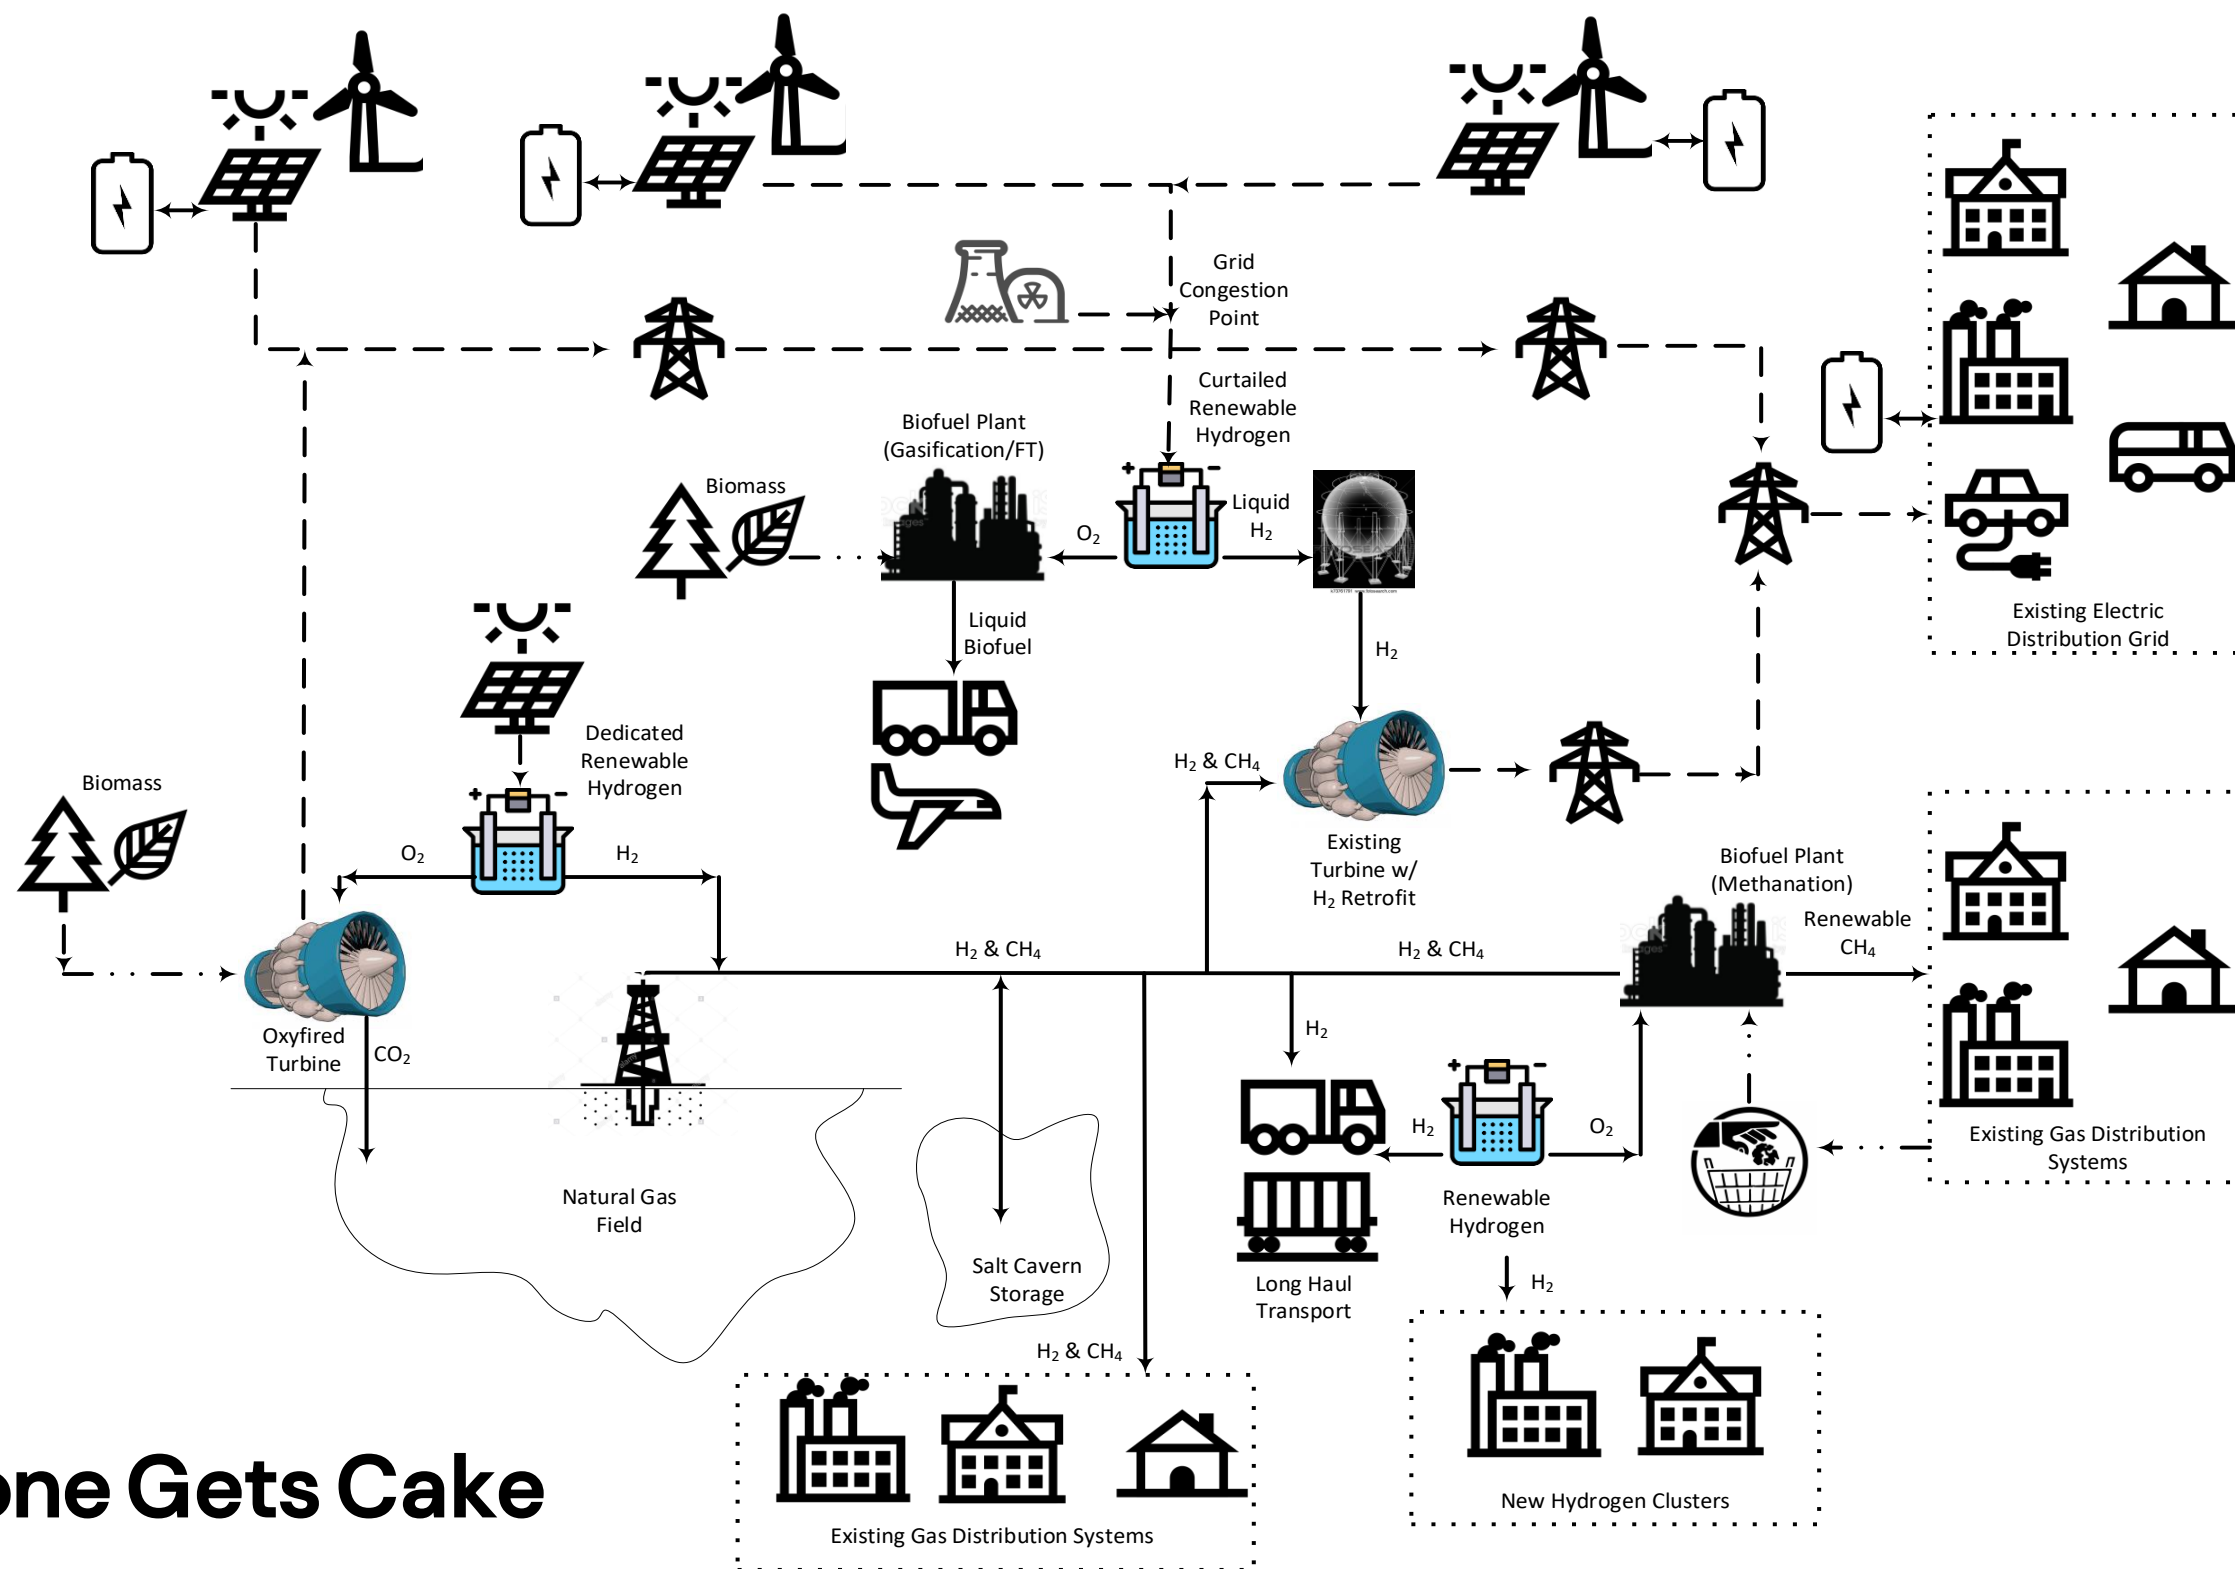 Grid
Congestion
Point
Curtailed
Renewable
Hydrogen
Biofuel Plant
(Gasification/FT)
Biomass
+
−
Liquid
H₂
O₂
Existing Electric
Distribution Grid
Liquid
Biofuel
H₂
Dedicated
Renewable
Hydrogen
+
−
H₂ & CH₄
Biomass
O₂
H₂
Existing
Turbine w/
H₂ Retrofit
Biofuel Plant
(Methanation)
Renewable
CH₄
H₂ & CH₄
H₂ & CH₄
Oxyfired
Turbine
CO₂
H₂
+
−
H₂
O₂
Existing Gas Distribution
Systems
Natural Gas
Field
Renewable
Hydrogen
Salt Cavern
Storage
Long Haul
Transport
H₂
H₂ & CH₄
one Gets Cake
New Hydrogen Clusters
Existing Gas Distribution Systems